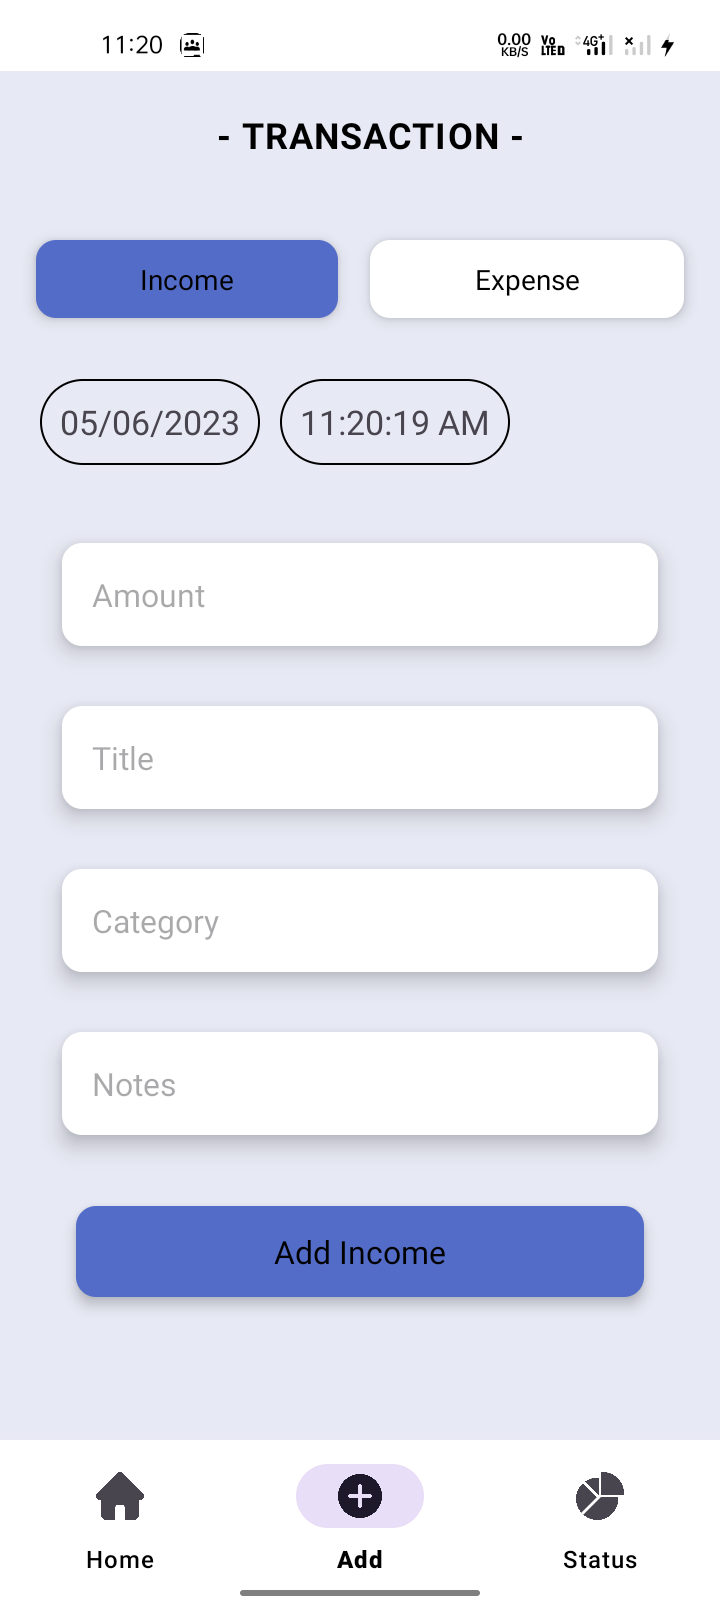 11:20 0.00 KB/S Vo LTE 4G+
- TRANSACTION -
Income Expense
05/06/2023 11:20:19 AM
Amount
Title
Category
Notes
Add Income
Home Add Status